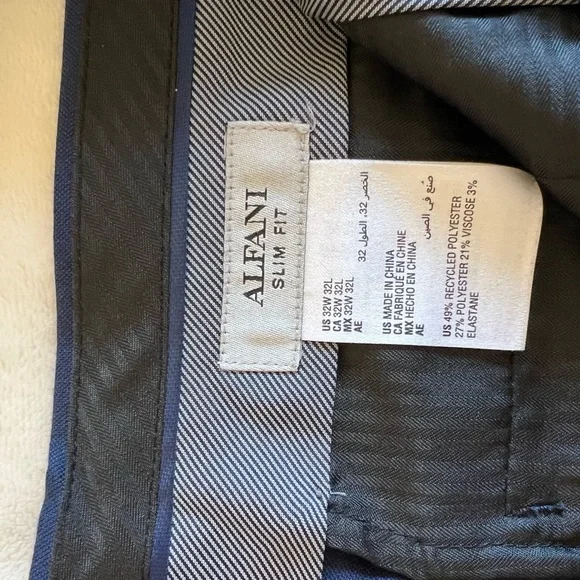 ALFANI
SLIM FIT
US 32W 32L
CA 32W 32L
MX 32W 32L
AE الخصر 32، الطول 32
US MADE IN CHINA
CA FABRIQUÉ EN CHINE
MX HECHO EN CHINA
AE صنع في الصين
US 49% RECYCLED POLYESTER
27% POLYESTER 21% VISCOSE 3%
ELASTANE